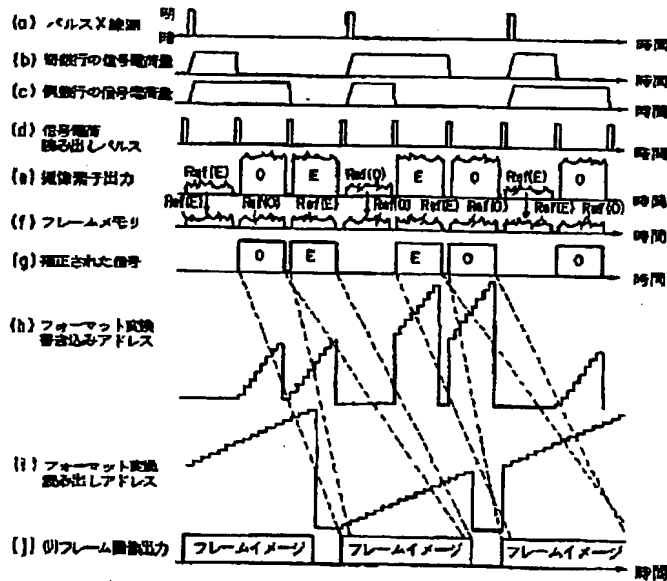 (a) パルスX線源
明
暗
時間
(b) 偶数行の信号電荷量
時間
(c) 偶数行の信号電荷量
時間
(d) 信号電荷
読み出しパルス
時間
(e) 撮像素子出力
Ref(E) O E Ref(O) E O Ref(E) O
時間
Ref(E) Ref(O) Ref(E) Ref(O) Ref(E) Ref(O) Ref(E) Ref(O)
(f) フレームメモリ
時間
(g) 補正された信号
O E E O O
時間
(h) フォーマット変換
書き込みアドレス
(i) フォーマット変換
読み出しアドレス
(j) フレーム画像出力
フレームイメージ フレームイメージ フレームイメージ
時間